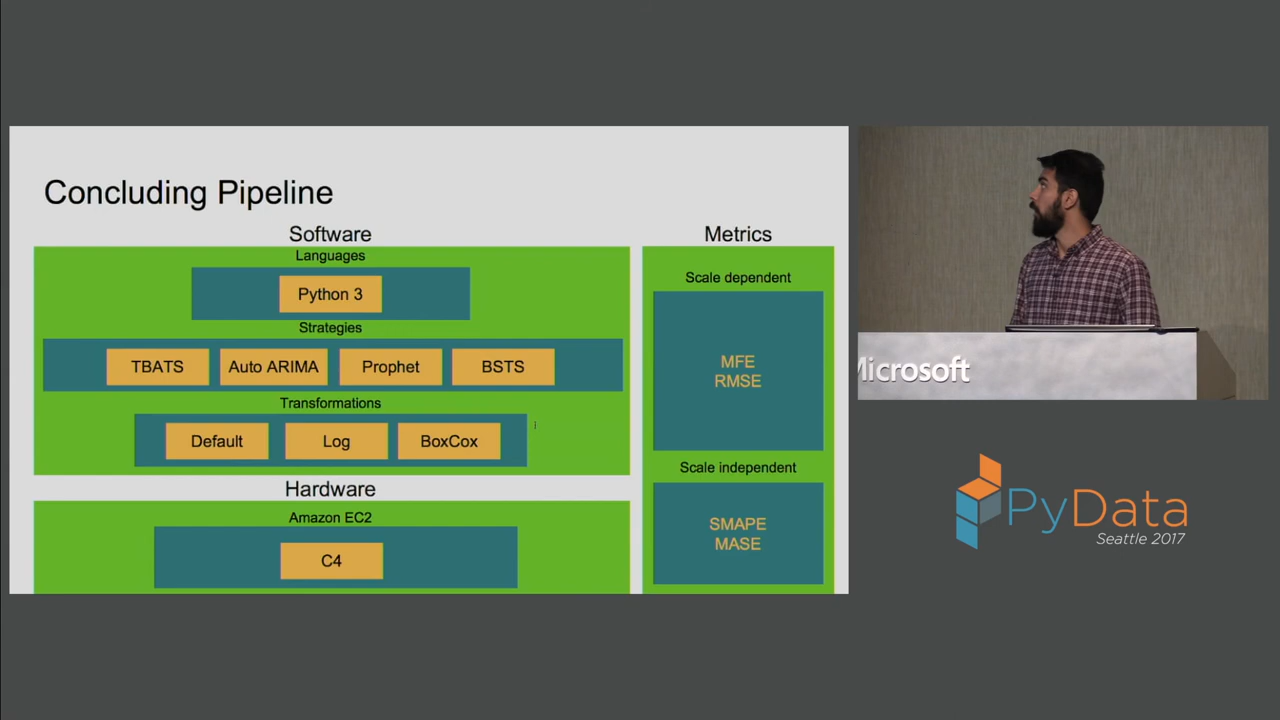 Concluding Pipeline
Software
Languages
Python 3
Strategies
TBATS
Auto ARIMA
Prophet
BSTS
Transformations
Default
Log
BoxCox
Hardware
Amazon EC2
C4
Metrics
Scale dependent
MFE
RMSE
Scale independent
SMAPE
MASE
Microsoft
PyData
Seattle 2017